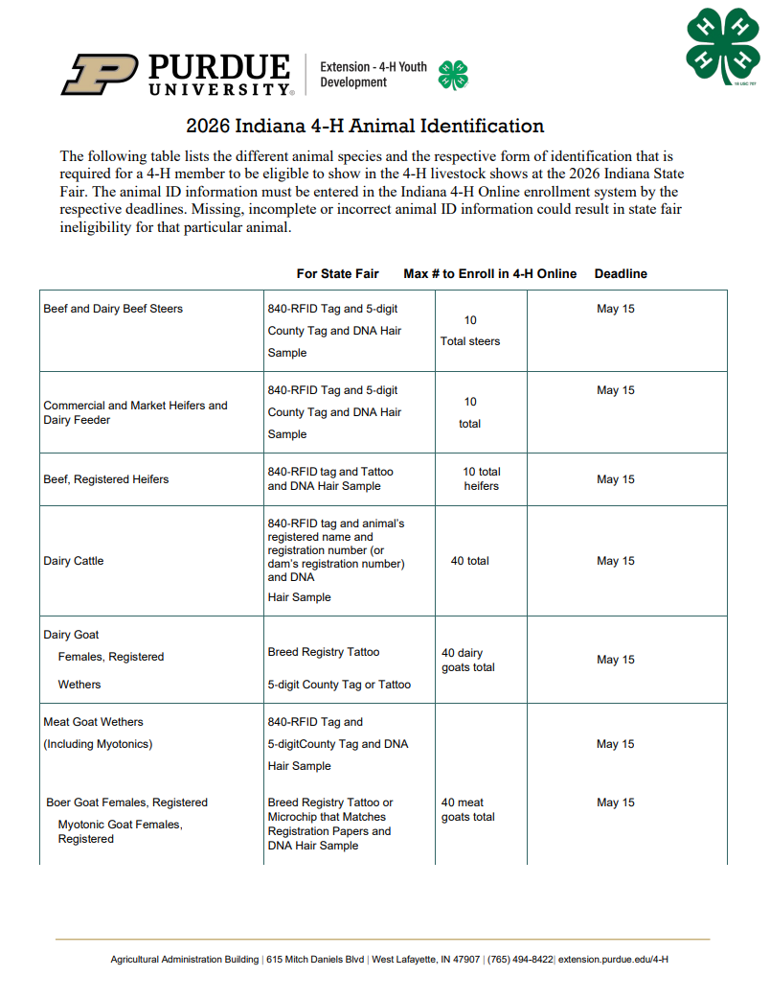 H H
H H
18 USC 707
PURDUE
UNIVERSITY®
Extension - 4-H Youth
Development
2026 Indiana 4-H Animal Identification
The following table lists the different animal species and the respective form of identification that is
required for a 4-H member to be eligible to show in the 4-H livestock shows at the 2026 Indiana State
Fair. The animal ID information must be entered in the Indiana 4-H Online enrollment system by the
respective deadlines. Missing, incomplete or incorrect animal ID information could result in state fair
ineligibility for that particular animal.
For State Fair Max # to Enroll in 4-H Online Deadline
Beef and Dairy Beef Steers
840-RFID Tag and 5-digit
County Tag and DNA Hair
Sample
10
Total steers
May 15
Commercial and Market Heifers and
Dairy Feeder
840-RFID Tag and 5-digit
County Tag and DNA Hair
Sample
10
total
May 15
Beef, Registered Heifers
840-RFID tag and Tattoo
and DNA Hair Sample
10 total
heifers
May 15
Dairy Cattle
840-RFID tag and animal's
registered name and
registration number (or
dam's registration number)
and DNA
Hair Sample
40 total
May 15
Dairy Goat
Females, Registered
Wethers
Breed Registry Tattoo
5-digit County Tag or Tattoo
40 dairy
goats total
May 15
Meat Goat Wethers
(Including Myotonics)
840-RFID Tag and
5-digitCounty Tag and DNA
Hair Sample
May 15
Boer Goat Females, Registered
Myotonic Goat Females,
Registered
Breed Registry Tattoo or
Microchip that Matches
Registration Papers and
DNA Hair Sample
40 meat
goats total
May 15
Agricultural Administration Building | 615 Mitch Daniels Blvd | West Lafayette, IN 47907 | (765) 494-8422| extension.purdue.edu/4-H